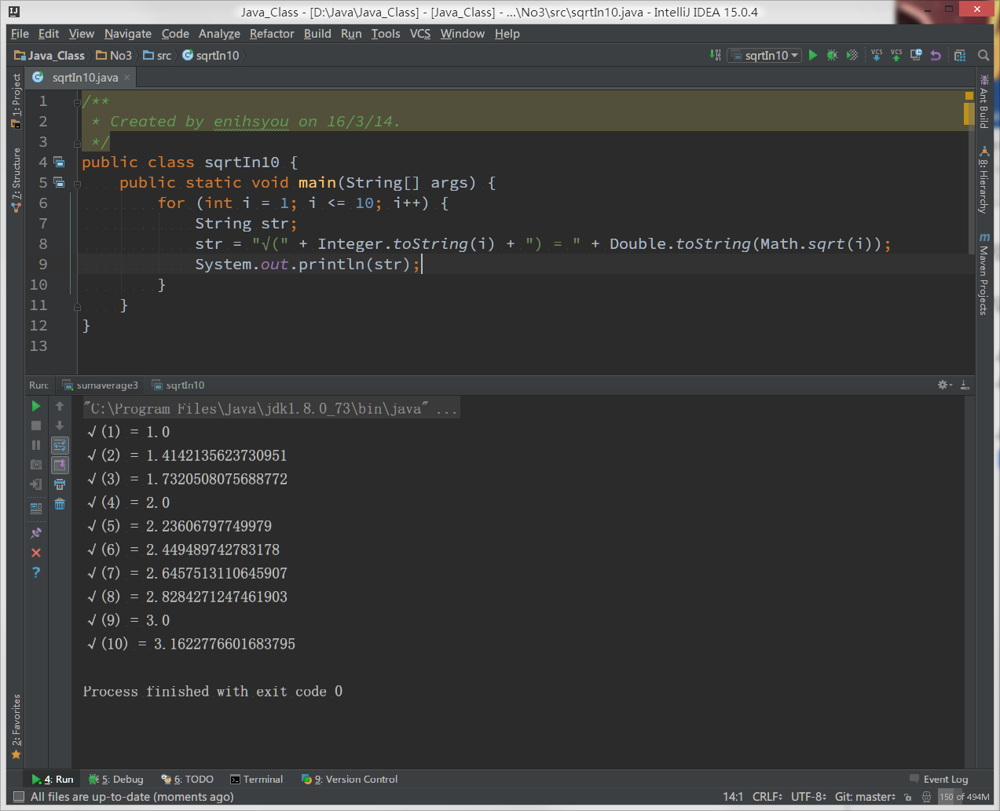 Java_Class - [D:\Java\Java_Class] - [Java_Class] - ...\No3\src\sqrtIn10.java - IntelliJ IDEA 15.0.4
File Edit View Navigate Code Analyze Refactor Build Run Tools VCS Window Help
Java_Class No3 src sqrtIn10 sqrtIn10 VCS VCS
1: Project
7: Structure
2: Favorites
sqrtIn10.java
1 /**
2 * Created by enihsyou on 16/3/14.
3 */
4 public class sqrtIn10 {
5 public static void main(String[] args) {
6 for (int i = 1; i <= 10; i++) {
7 String str;
8 str = "√(" + Integer.toString(i) + ") = " + Double.toString(Math.sqrt(i));
9 System.out.println(str);
10 }
11 }
12 }
13
Ant Build
8: Hierarchy
m Maven Projects
Run: sumaverage3 sqrtIn10
"C:\Program Files\Java\jdk1.8.0_73\bin\java" ...
√(1) = 1.0
√(2) = 1.4142135623730951
√(3) = 1.7320508075688772
√(4) = 2.0
√(5) = 2.23606797749979
√(6) = 2.449489742783178
√(7) = 2.6457513110645907
√(8) = 2.8284271247461903
√(9) = 3.0
√(10) = 3.1622776601683795
Process finished with exit code 0
4: Run 5: Debug 6: TODO Terminal 9: Version Control Event Log
All files are up-to-date (moments ago) 14:1 CRLF UTF-8 Git: master 150 of 494M